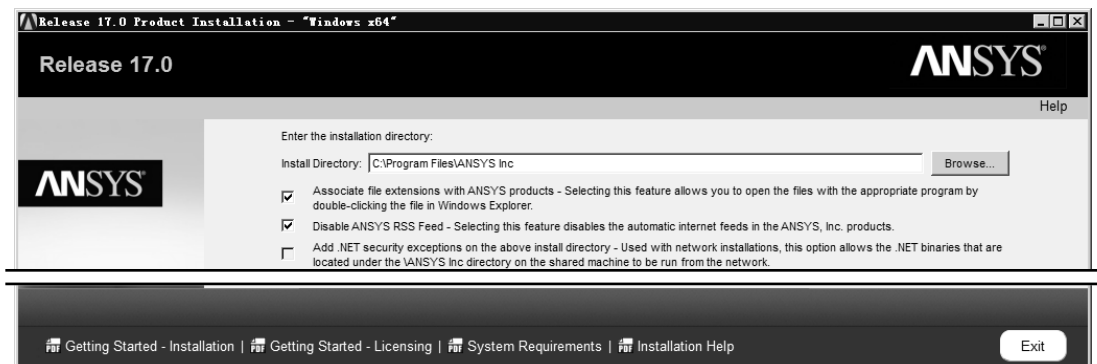 Release 17.0 Product Installation - "Windows x64"
Release 17.0
ANSYS®
Help
Enter the installation directory:
Install Directory: C:\Program Files\ANSYS Inc Browse...
ANSYS®
Associate file extensions with ANSYS products - Selecting this feature allows you to open the files with the appropriate program by
double-clicking the file in Windows Explorer.
Disable ANSYS RSS Feed - Selecting this feature disables the automatic internet feeds in the ANSYS, Inc. products.
Add .NET security exceptions on the above install directory - Used with network installations, this option allows the .NET binaries that are
located under the \ANSYS Inc directory on the shared machine to be run from the network.
PDF Getting Started - Installation | PDF Getting Started - Licensing | PDF System Requirements | PDF Installation Help Exit